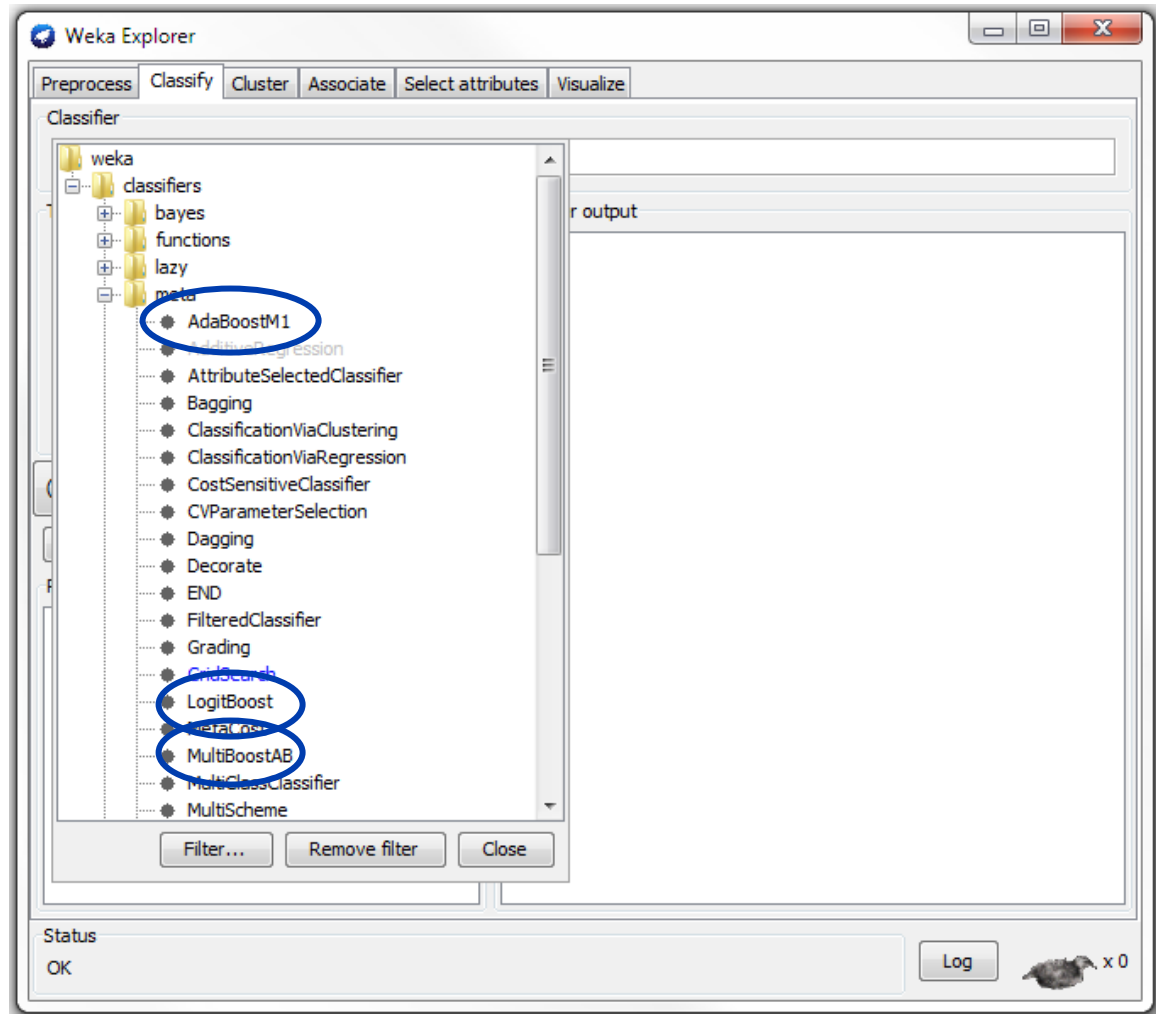 Weka Explorer
Preprocess Classify Cluster Associate Select attributes Visualize
Classifier
weka
classifiers
bayes
r output
functions
lazy
meta
AdaBoostM1
AdditiveRegression
AttributeSelectedClassifier
Bagging
ClassificationViaClustering
ClassificationViaRegression
CostSensitiveClassifier
CVParameterSelection
Dagging
Decorate
END
FilteredClassifier
Grading
GridSearch
LogitBoost
MetaCost
MultiBoostAB
MultiClassClassifier
MultiScheme
Filter... Remove filter Close
Status
OK
Log
x 0